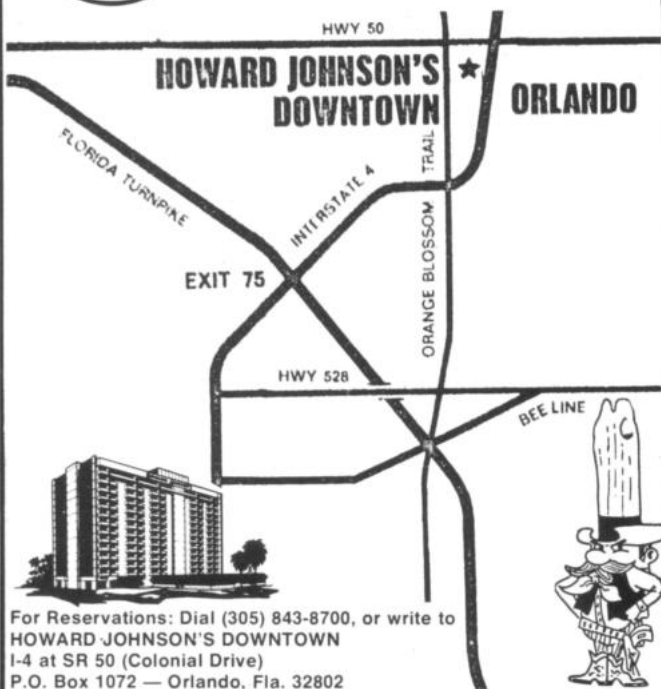 HWY 50
HOWARD JOHNSON'S
DOWNTOWN
ORLANDO
FLORIDA TURNPIKE
INTERSTATE 4
ORANGE BLOSSOM TRAIL
EXIT 75
HWY 528
BEE LINE
For Reservations: Dial (305) 843-8700, or write to
HOWARD JOHNSON'S DOWNTOWN
I-4 at SR 50 (Colonial Drive)
P.O. Box 1072 — Orlando, Fla. 32802